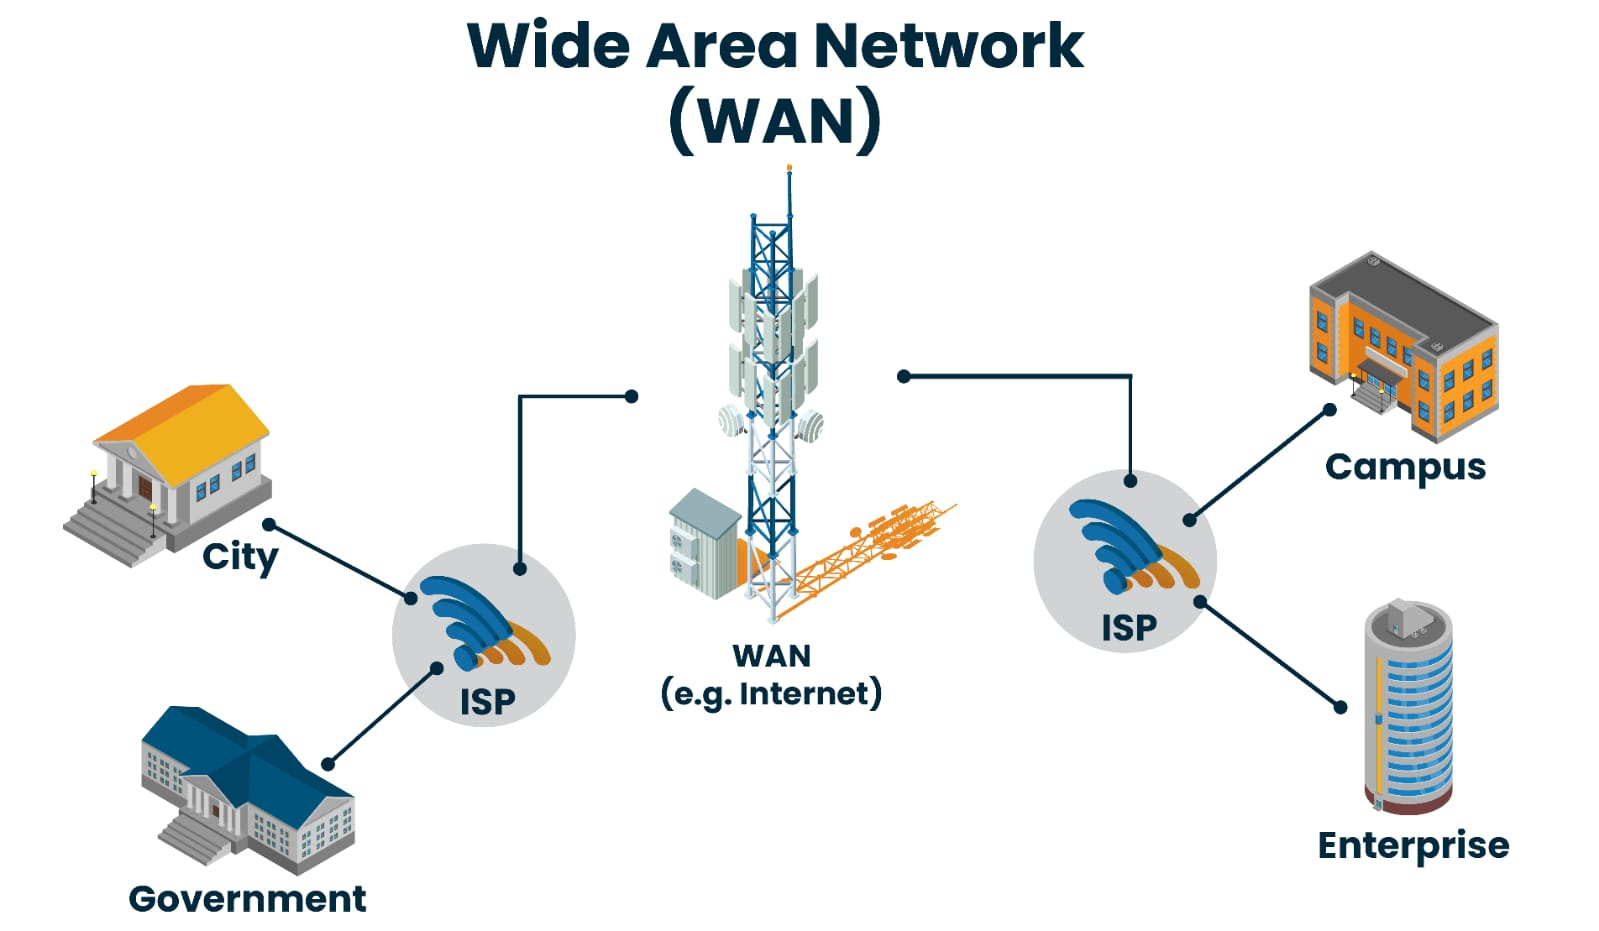 Wide Area Network
(WAN)
City
Government
ISP
WAN
(e.g. Internet)
ISP
Campus
Enterprise